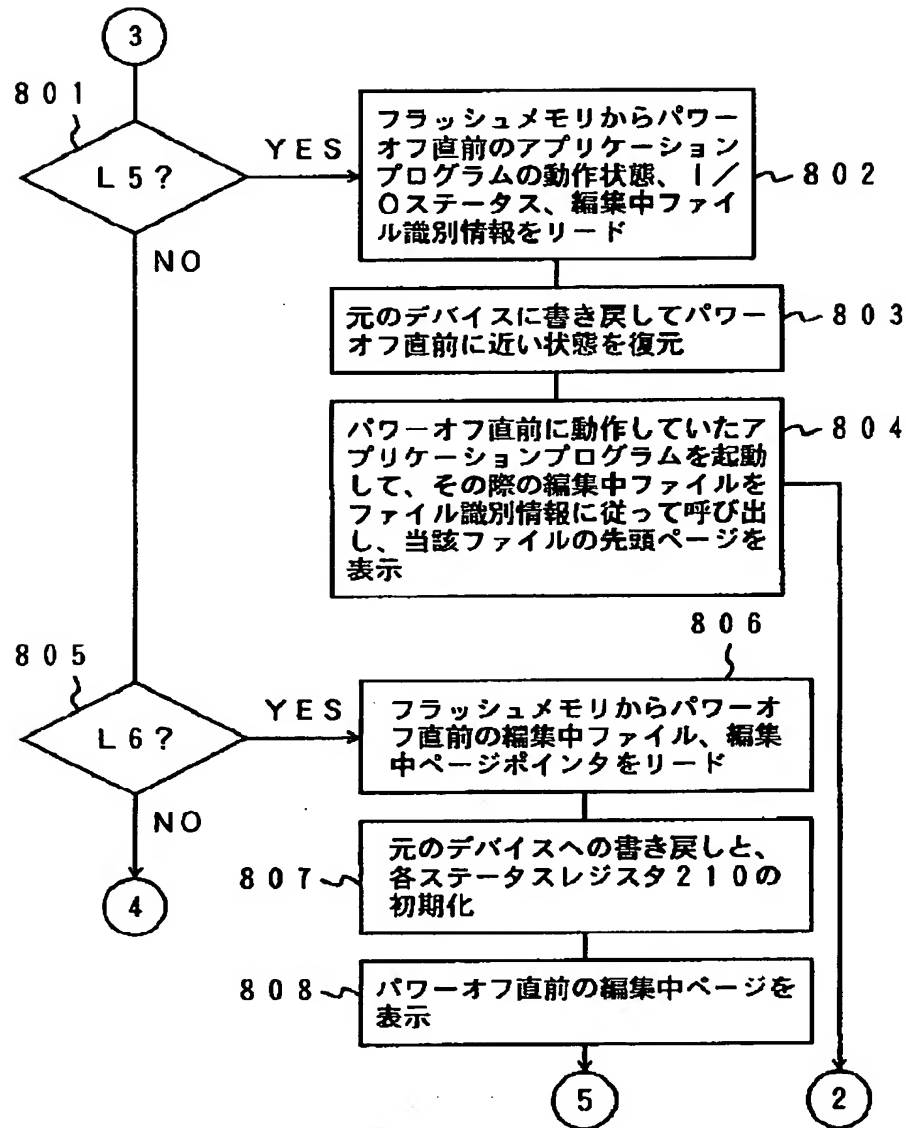 3
801
L5?
YES
NO
フラッシュメモリからパワー
オフ直前のアプリケーション
プログラムの動作状態、I/
Oステータス、編集中ファイ
ル識別情報をリード
802
元のデバイスに書き戻してパワー
オフ直前に近い状態を復元
803
パワーオフ直前に動作していたア
プリケーションプログラムを起動
して、その際の編集中ファイルを
ファイル識別情報に従って呼び出
し、当該ファイルの先頭ページを
表示
804
805
L6?
YES
NO
806
フラッシュメモリからパワーオ
フ直前の編集中ファイル、編集
中ページポインタをリード
4
807
元のデバイスへの書き戻しと、
各ステータスレジスタ210の
初期化
808
パワーオフ直前の編集中ページを
表示
5
2